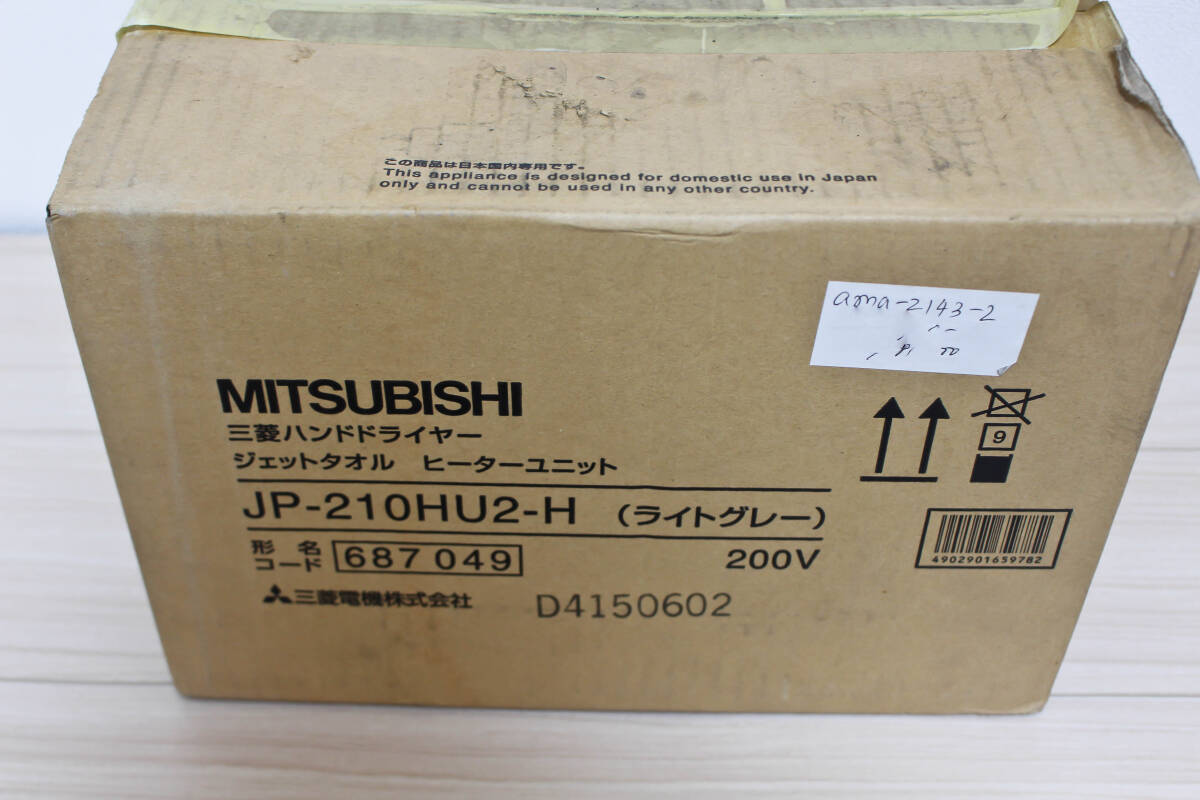 この商品は日本国内専用です。
This appliance is designed for domestic use in Japan
only and cannot be used in any other country.
ama-2143-2
MITSUBISHI
三菱ハンドドライヤー
ジェットタオル ヒーターユニット
JP-210HU2-H (ライトグレー)
形名コード 687 049 200V
三菱電機株式会社 D4150602
9
4902901659782